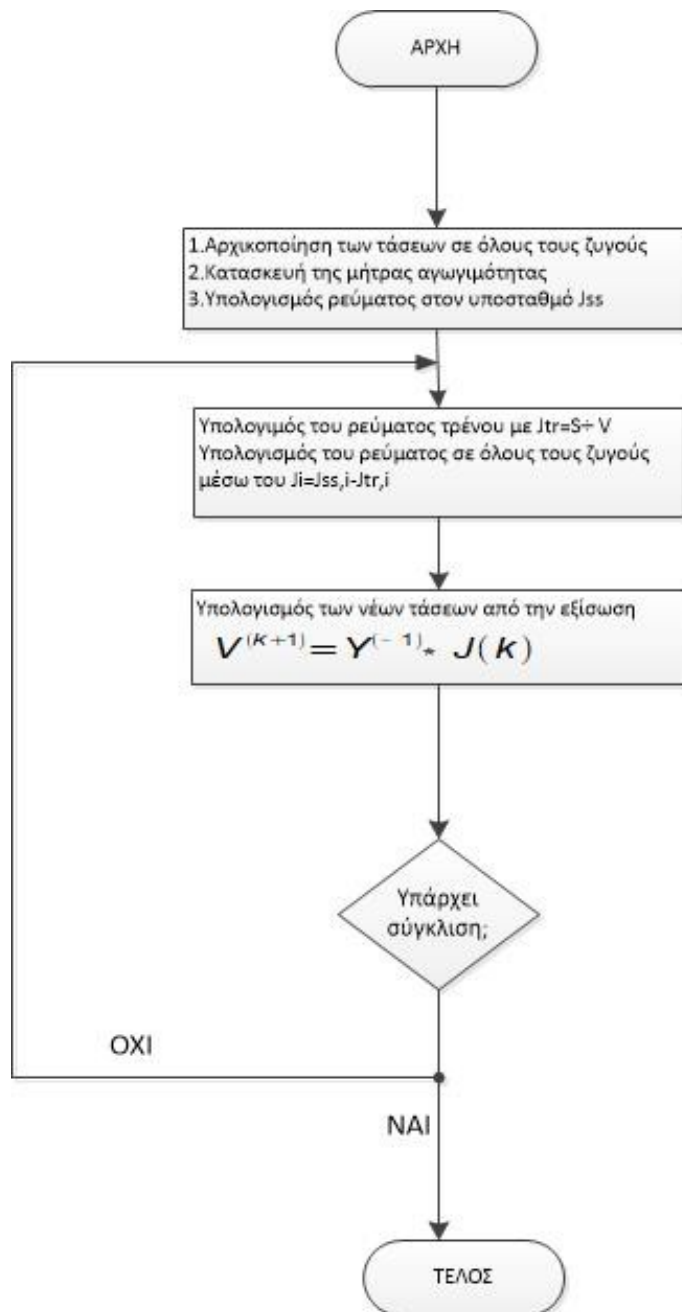 ΑΡΧΗ
1.Αρχικοποίηση των τάσεων σε όλους τους ζυγούς
2.Κατασκευή της μήτρας αγωγιμότητας
3.Υπολογισμός ρεύματος στον υποσταθμό Jss
Υπολογιμός του ρεύματος τρένου με Jtr=S÷ V
Υπολογισμός του ρεύματος σε όλους τους ζυγούς
μέσω του Ji=Jss,i-Jtr,i
Υπολογισμός των νέων τάσεων από την εξίσωση
V^(K+1) = Y^(- 1) * J(k)
Υπάρχει
σύγκλιση;
ΟΧΙ
ΝΑΙ
ΤΕΛΟΣ